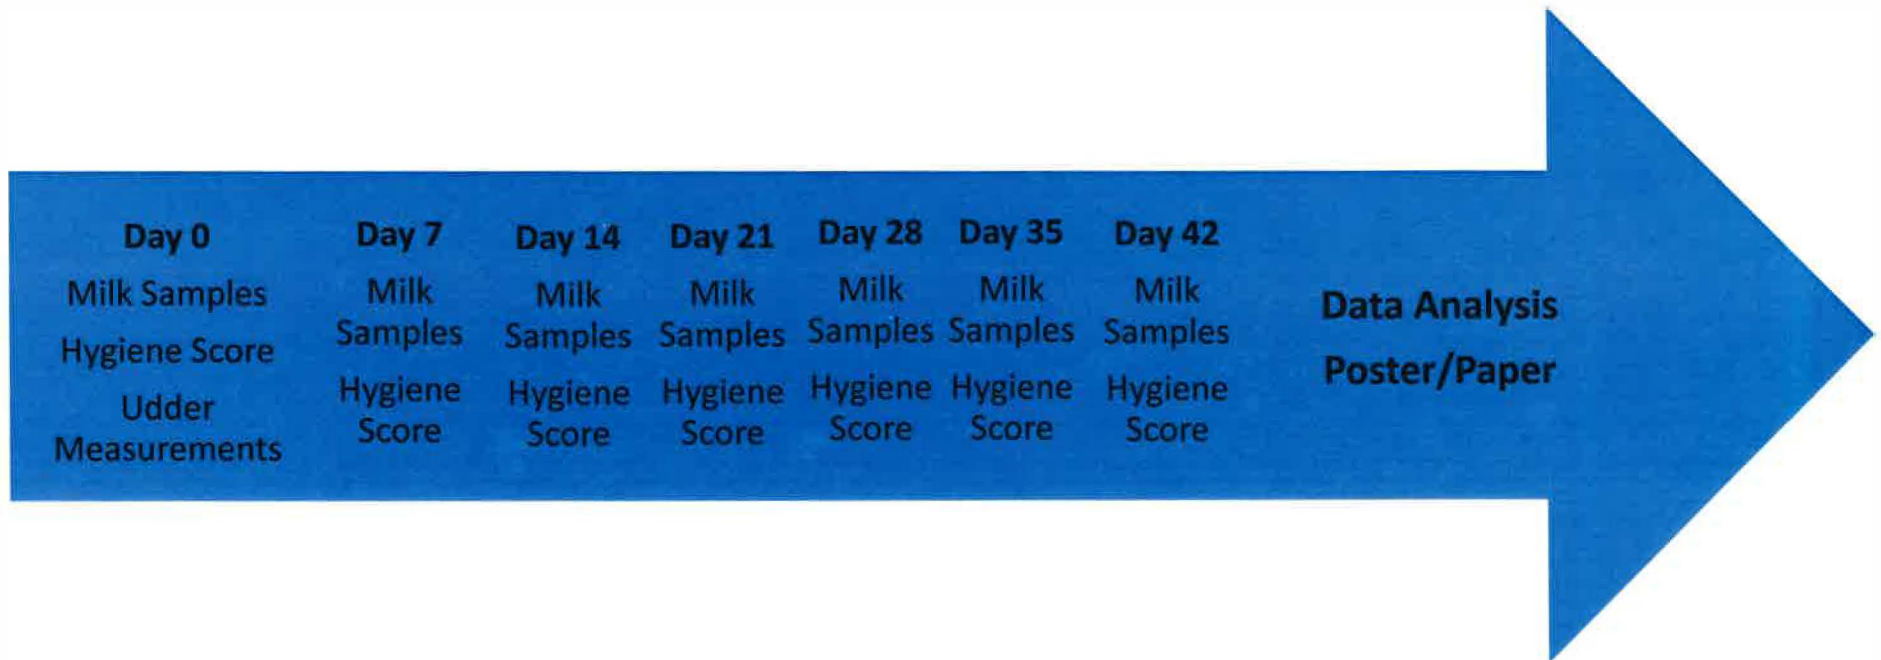 Day 0
Milk Samples
Hygiene Score
Udder
Measurements
Day 7
Milk
Samples
Hygiene
Score
Day 14
Milk
Samples
Hygiene
Score
Day 21
Milk
Samples
Hygiene
Score
Day 28
Milk
Samples
Hygiene
Score
Day 35
Milk
Samples
Hygiene
Score
Day 42
Milk
Samples
Hygiene
Score
Data Analysis
Poster/Paper